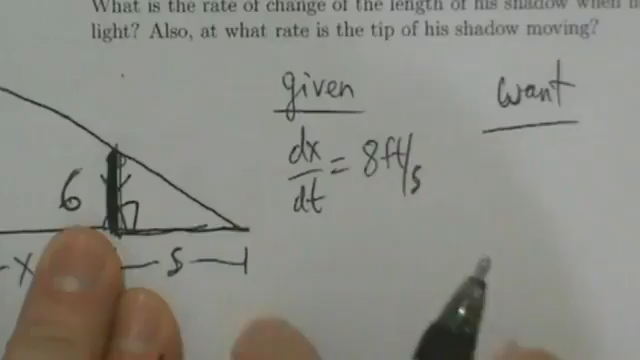 What is the rate of change of the length of his shadow when
light? Also, at what rate is the tip of his shadow moving?
given
want
dx/dt = 8ft/s
6
x
s